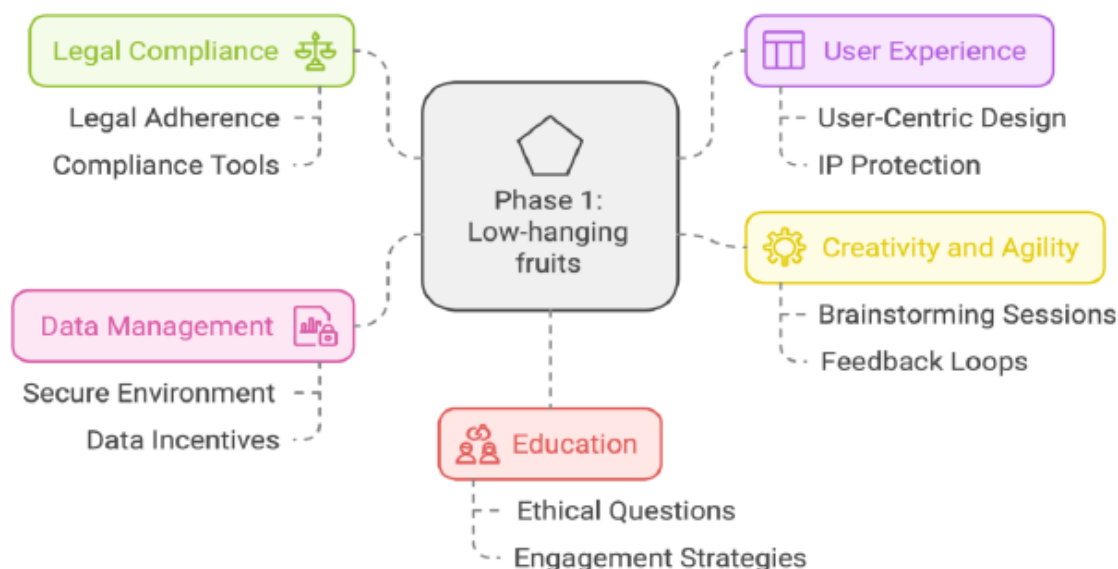 Legal Compliance
Legal Adherence
Compliance Tools
Data Management
Secure Environment
Data Incentives
Phase 1:
Low-hanging
fruits
User Experience
User-Centric Design
IP Protection
Creativity and Agility
Brainstorming Sessions
Feedback Loops
Education
Ethical Questions
Engagement Strategies